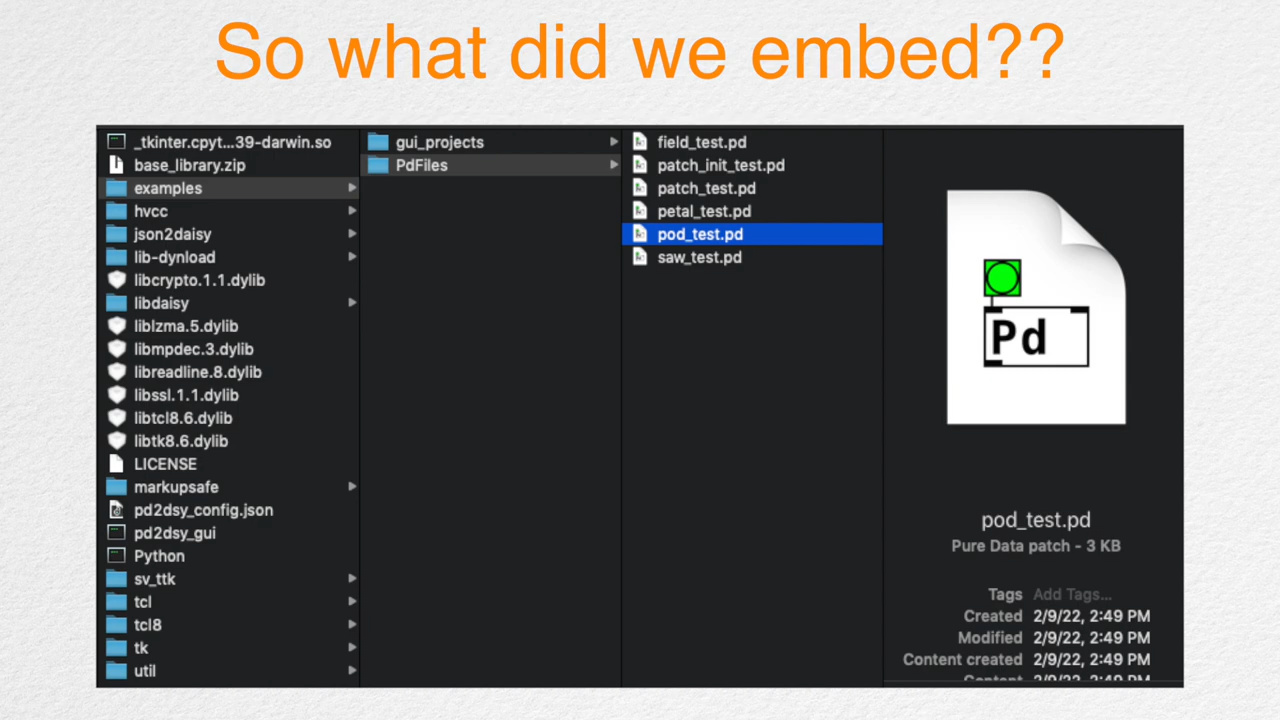 So what did we embed??
_tkinter.cpyt...39-darwin.so
base_library.zip
examples
hvcc
json2daisy
lib-dynload
libcrypto.1.1.dylib
libdaisy
liblzma.5.dylib
libmpdec.3.dylib
libreadline.8.dylib
libssl.1.1.dylib
libtcl8.6.dylib
libtk8.6.dylib
LICENSE
markupsafe
pd2dsy_config.json
pd2dsy_gui
Python
sv_ttk
tcl
tcl8
tk
util
gui_projects
PdFiles
field_test.pd
patch_init_test.pd
patch_test.pd
petal_test.pd
pod_test.pd
saw_test.pd
Pd
pod_test.pd
Pure Data patch - 3 KB
Tags Add Tags...
Created 2/9/22, 2:49 PM
Modified 2/9/22, 2:49 PM
Content created 2/9/22, 2:49 PM